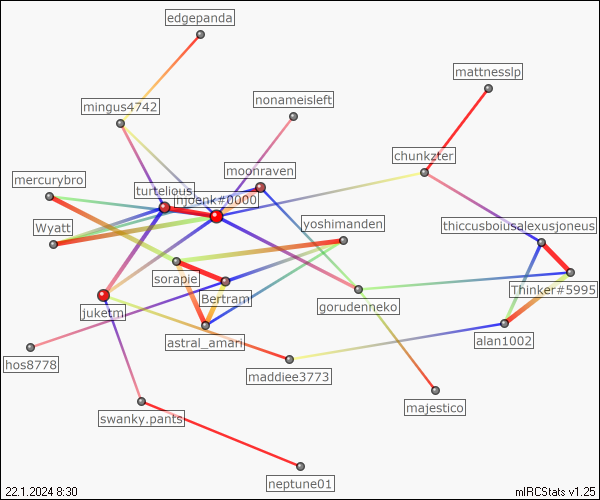 edgepanda
mattnesslp
nonameisleft
mingus4742
chunkzter
moonraven
mercurybro
turtelious
njoenk#0000
Wyatt
yoshimanden
thiccusboiusalexusjoneus
sorapie
Thinker#5995
Bertram
gorudenneko
juketm
astral_amari
alan1002
hos8778
maddiee3773
majestico
swanky.pants
neptune01
22.1.2024 8:30
mIRCStats v1.25